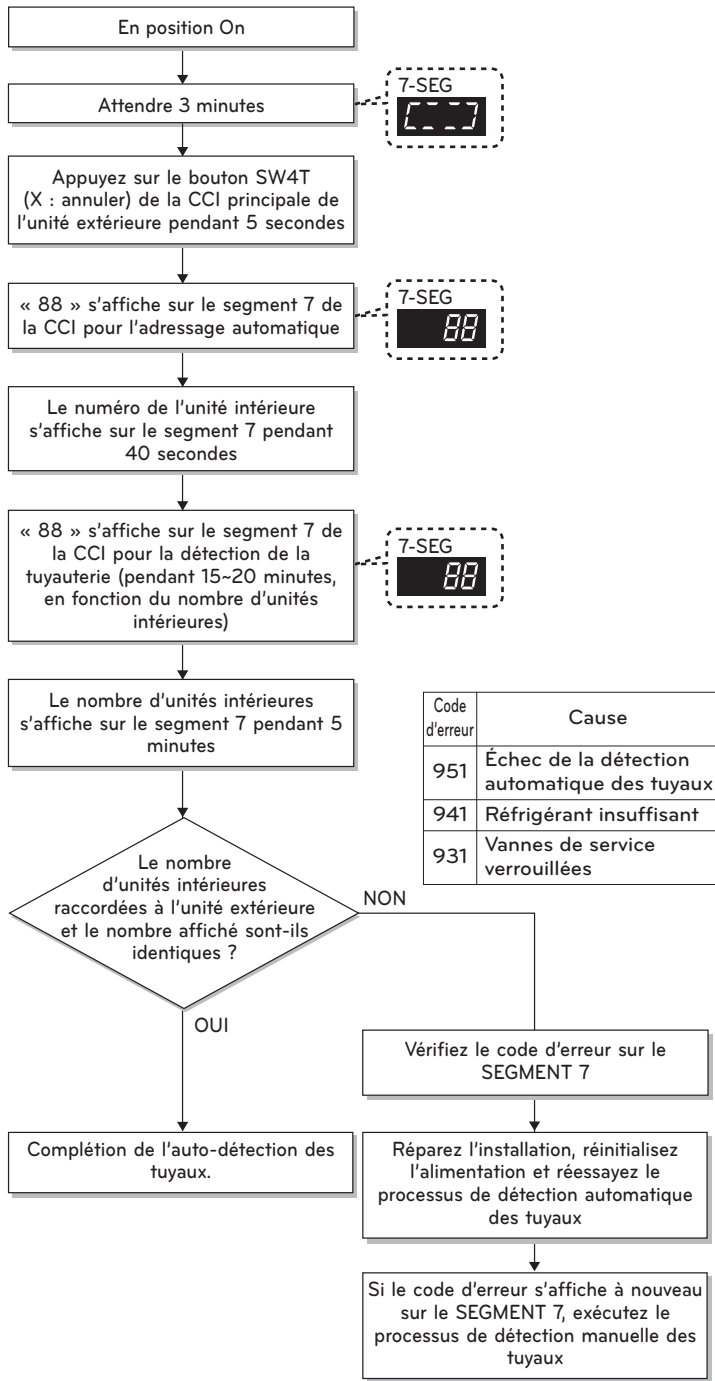 En position On
Attendre 3 minutes
7-SEG
Appuyez sur le bouton SW4T
(X : annuler) de la CCI principale de
l'unité extérieure pendant 5 secondes
« 88 » s'affiche sur le segment 7 de
la CCI pour l'adressage automatique
7-SEG
88
Le numéro de l'unité intérieure
s'affiche sur le segment 7 pendant
40 secondes
« 88 » s'affiche sur le segment 7 de
la CCI pour la détection de la
tuyauterie (pendant 15~20 minutes,
en fonction du nombre d'unités
intérieures)
7-SEG
88
Le nombre d'unités intérieures
s'affiche sur le segment 7 pendant 5
minutes
Code
d'erreur
Cause
951
Échec de la détection
automatique des tuyaux
941
Réfrigérant insuffisant
931
Vannes de service
verrouillées
Le nombre
d'unités intérieures
raccordées à l'unité extérieure
et le nombre affiché sont-ils
identiques ?
NON
OUI
Vérifiez le code d'erreur sur le
SEGMENT 7
Complétion de l'auto-détection des
tuyaux.
Réparez l'installation, réinitialisez
l'alimentation et réessayez le
processus de détection automatique
des tuyaux
Si le code d'erreur s'affiche à nouveau
sur le SEGMENT 7, exécutez le
processus de détection manuelle des
tuyaux